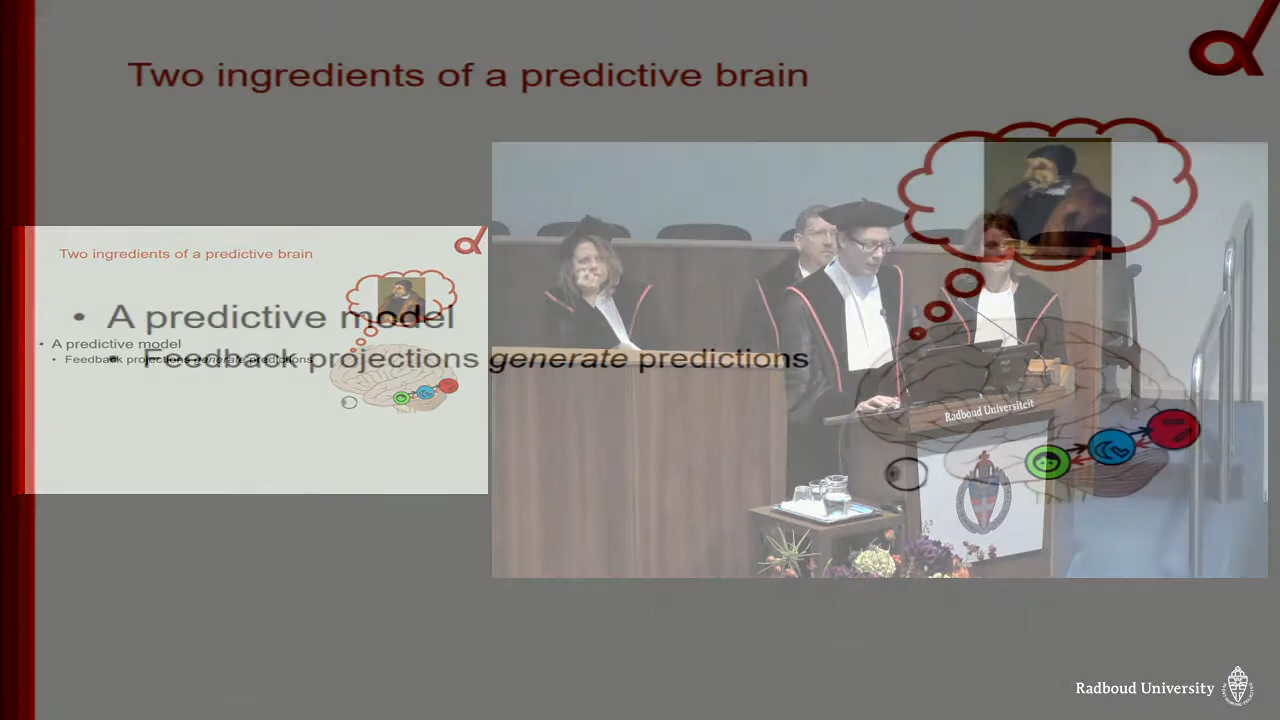 Two ingredients of a predictive brain
Two ingredients of a predictive brain
• A predictive model
• A predictive model
• Feedback projections generate predictions
• Feedback projections generate predictions
Radboud Universiteit
Radboud University